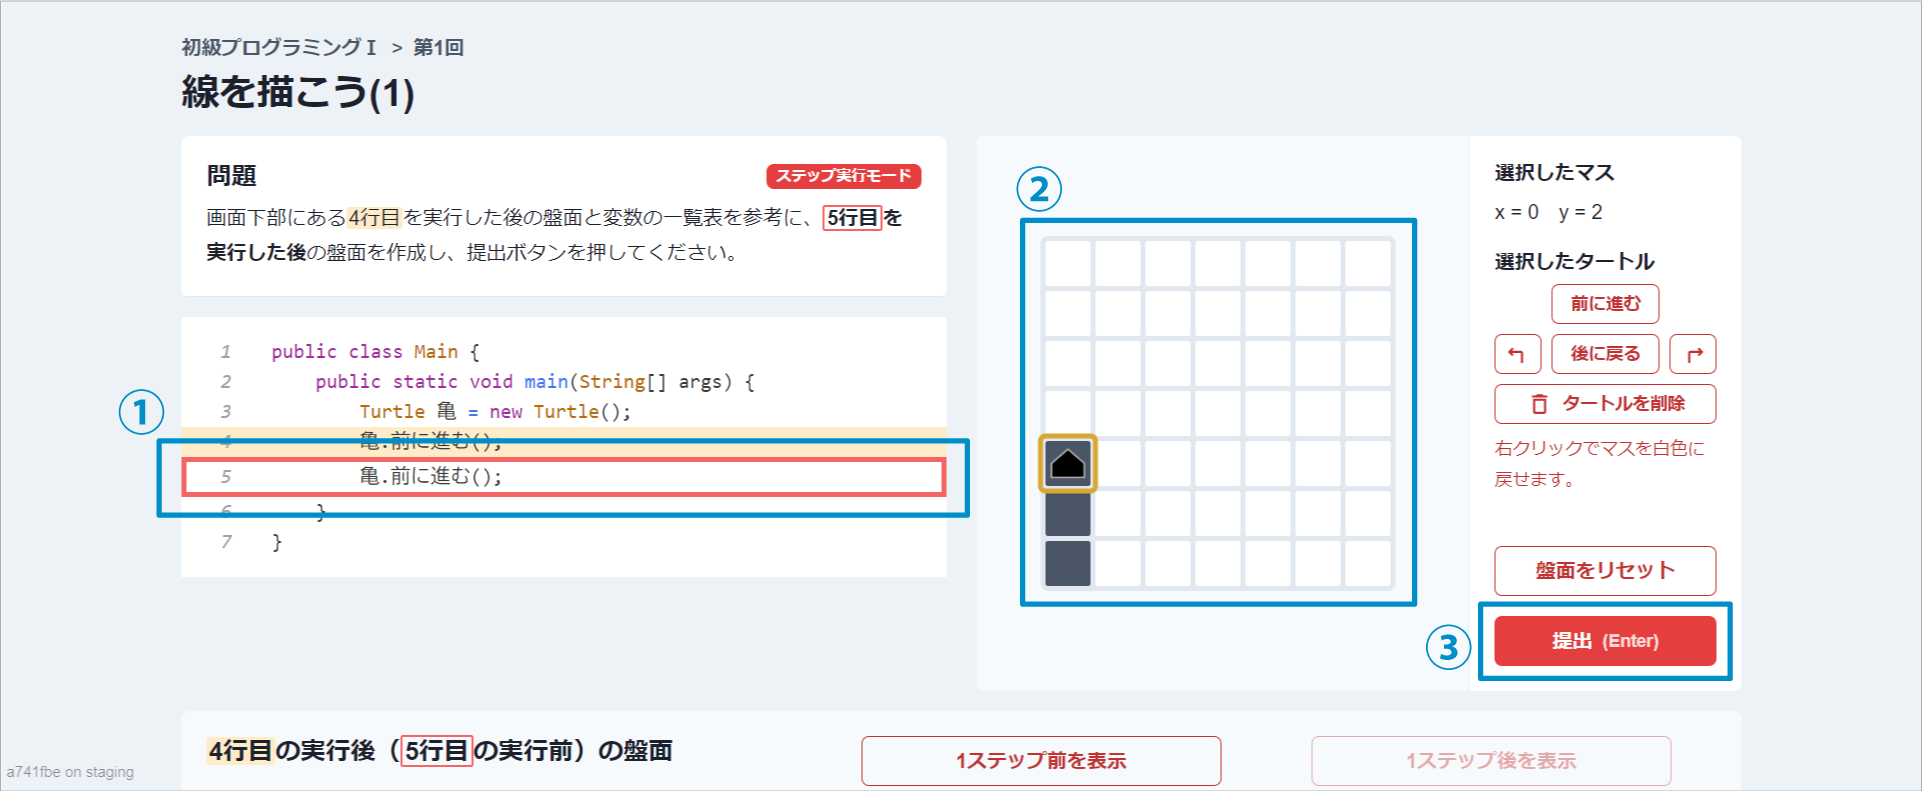 初級プログラミング I > 第1回
線を描こう(1)
問題
ステップ実行モード
画面下部にある4行目を実行した後の盤面と変数の一覧表を参考に、5行目を
実行した後の盤面を作成し、提出ボタンを押してください。
①
1 public class Main {
2 public static void main(String[] args) {
3 Turtle 亀 = new Turtle();
4 亀.前に進む();
5 亀.前に進む();
6 }
7 }
②
選択したマス
x = 0 y = 2
選択したタートル
前に進む
↰ 後に戻る ↱
タートルを削除
右クリックでマスを白色に
戻せます。
盤面をリセット
③
提出 (Enter)
4行目の実行後（5行目の実行前）の盤面
1ステップ前を表示
1ステップ後を表示
a741fbe on staging